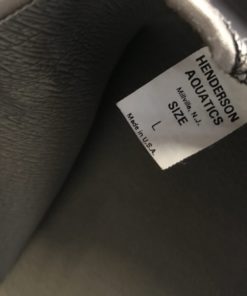 HENDERSON
AQUATICS
Millville, N.J.
SIZE
L
Made in U.S.A.